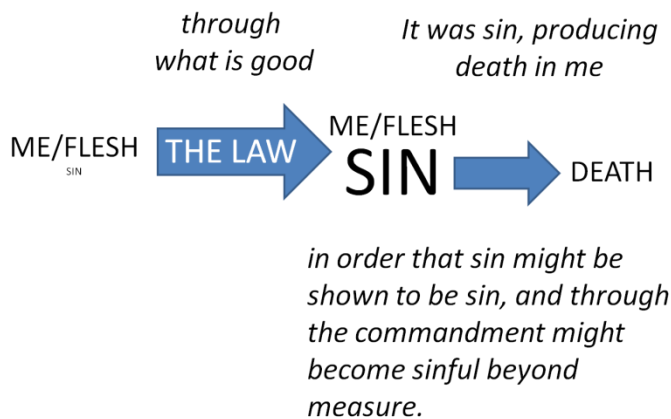 through
what is good
It was sin, producing
death in me
ME/FLESH
SIN
THE LAW
ME/FLESH
SIN
DEATH
in order that sin might be
shown to be sin, and through
the commandment might
become sinful beyond
measure.